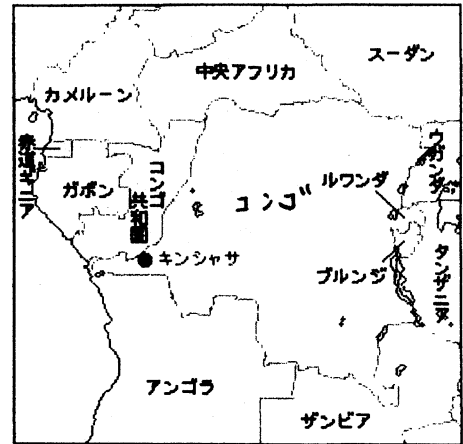 スーダン
中央アフリカ
カメルーン
ウガンダ
赤道ギニア
コンゴ
共和国
ルワンダ
ガボン
コンゴ
キンシャサ
ブルンジ
タンザニア
アンゴラ
ザンビア